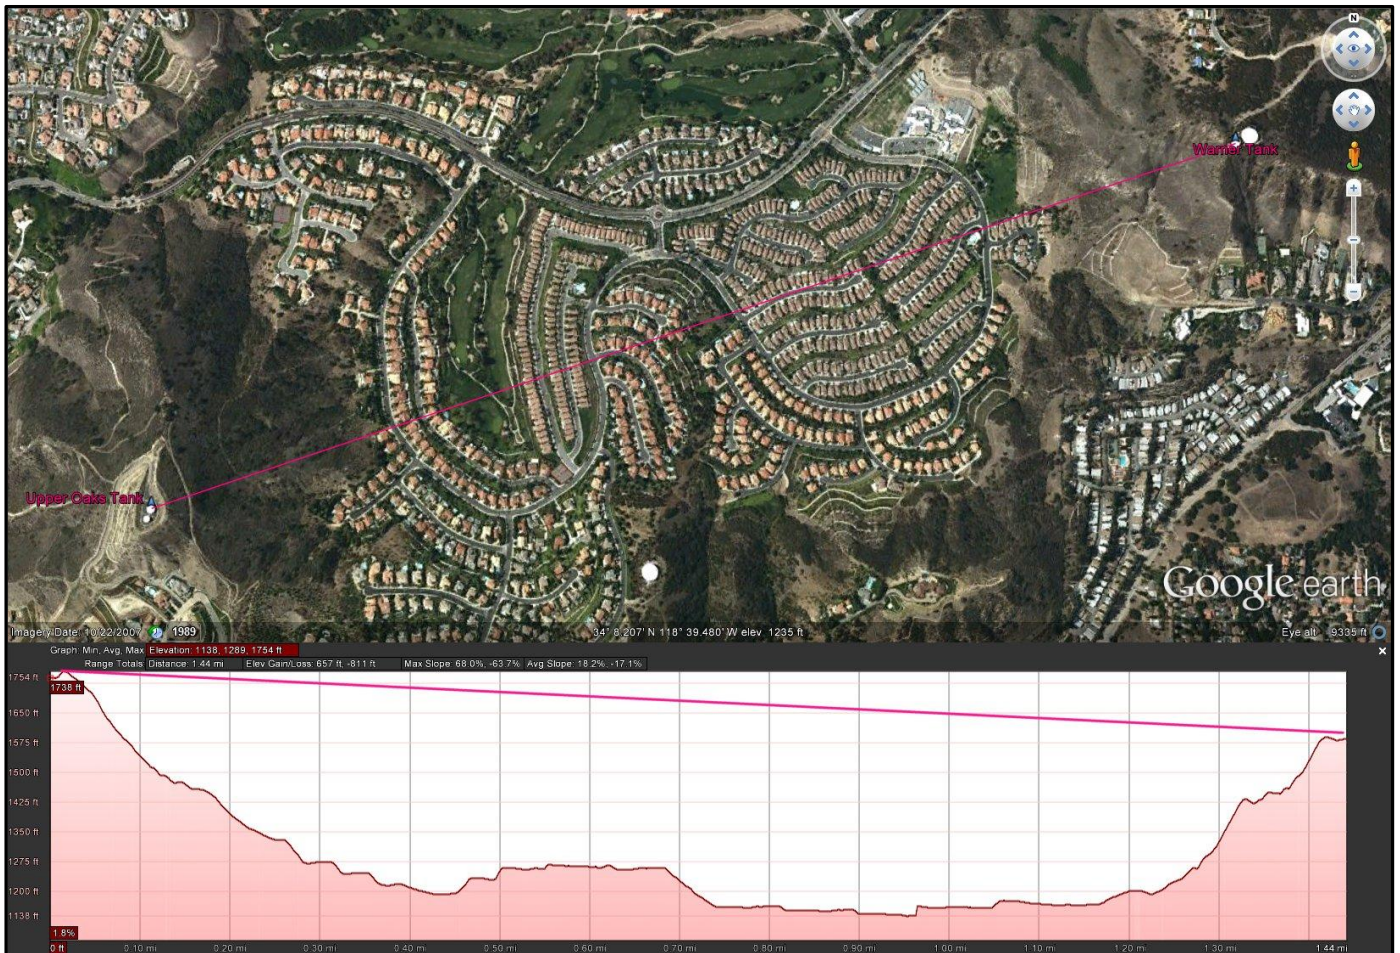 N
Warner Tank
Upper Oaks Tank
Google earth
Imagery Date: 10/22/2007 1989
34° 8.207' N 118° 39.480' W elev 1235 ft
Eye alt 9335 ft
Graph: Min, Avg, Max Elevation: 1138, 1289, 1754 ft
Range Totals: Distance: 1.44 mi Elev Gain/Loss: 657 ft, -811 ft Max Slope: 68.0%, -63.7% Avg Slope: 18.2%, -17.1%
1754 ft
1738 ft
1650 ft
1575 ft
1500 ft
1425 ft
1350 ft
1275 ft
1200 ft
1138 ft
1.8%
0 ft 0.10 mi 0.20 mi 0.30 mi 0.40 mi 0.50 mi 0.60 mi 0.70 mi 0.80 mi 0.90 mi 1.00 mi 1.10 mi 1.20 mi 1.30 mi 1.44 mi